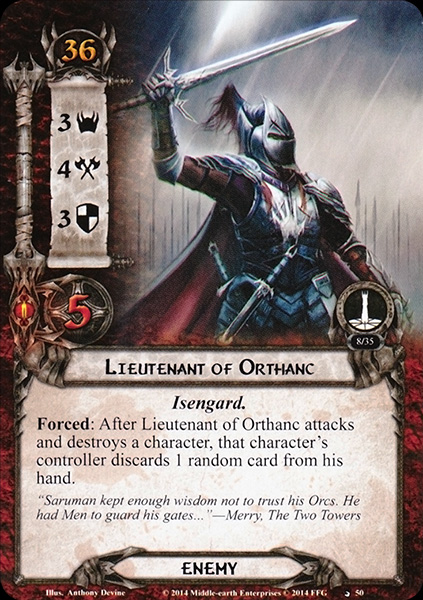 36
3
4
3
5
8/35
Lieutenant of Orthanc
Isengard.
Forced: After Lieutenant of Orthanc attacks
and destroys a character, that character's
controller discards 1 random card from his
hand.
“Saruman kept enough wisdom not to trust his Orcs. He
had Men to guard his gates...”—Merry, The Two Towers
ENEMY
Illus. Anthony Devine © 2014 Middle-earth Enterprises © 2014 FFG 50